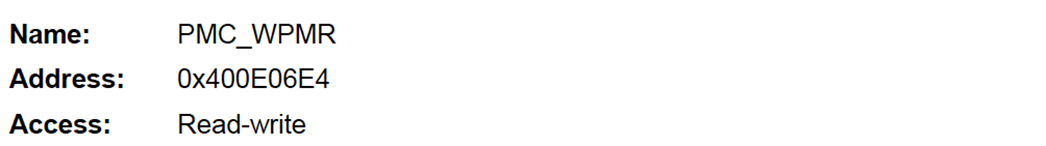 Name: PMC_WPMR
Address: 0x400E06E4
Access: Read-write